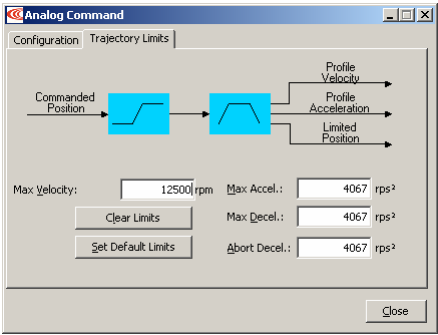 Analog Command
Configuration
Trajectory Limits
Commanded
Position
Profile
Velocity
Profile
Acceleration
Limited
Position
Max Velocity: 12500 rpm
Max Accel.: 4067 rps²
Clear Limits
Max Decel.: 4067 rps²
Set Default Limits
Abort Decel.: 4067 rps²
Close